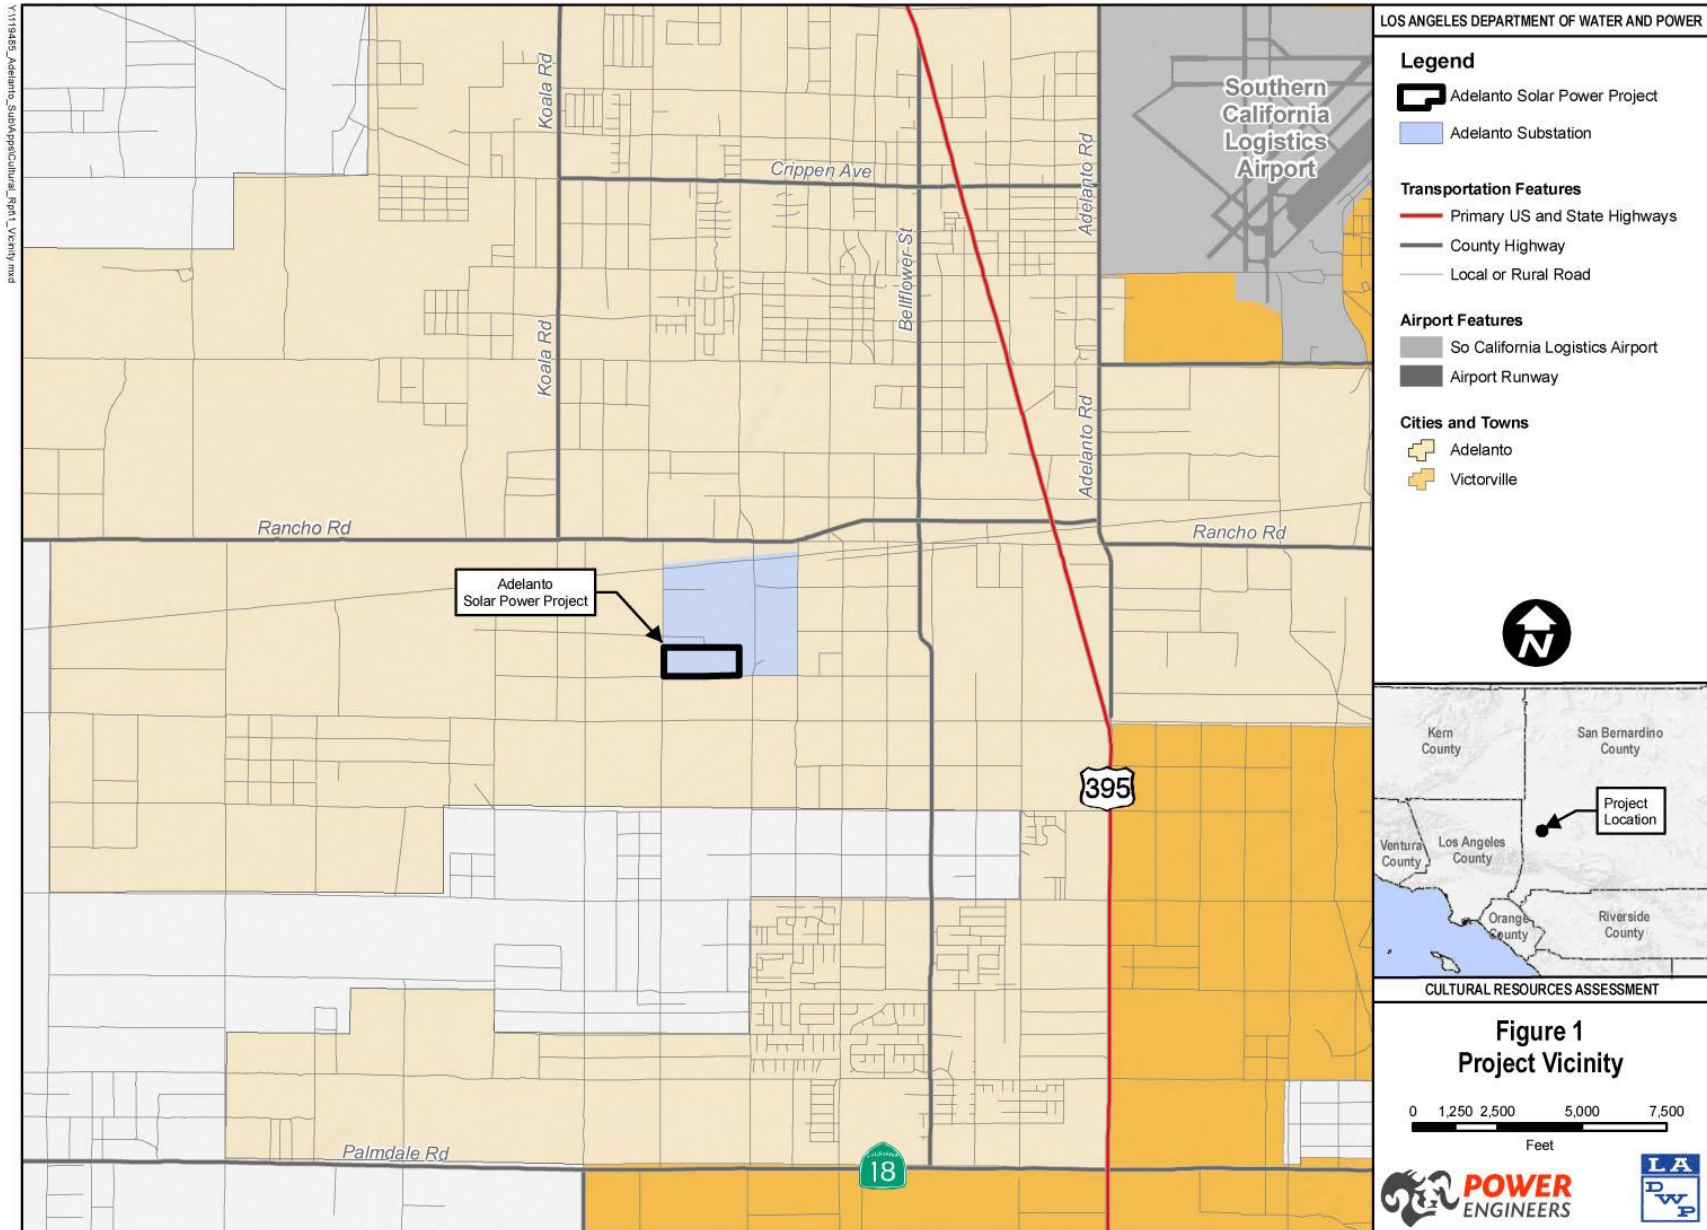 Y:\119485_Adelanto_Sub\Apps\Cultural_Rpt\1_Vicinity.mxd
Koala Rd
Crippen Ave
Bellflower St
Adelanto Rd
Southern
California
Logistics
Airport
Koala Rd
Adelanto Rd
Rancho Rd
Rancho Rd
Adelanto
Solar Power Project
395
Palmdale Rd
CALIFORNIA
18
LOS ANGELES DEPARTMENT OF WATER AND POWER
Legend
Adelanto Solar Power Project
Adelanto Substation
Transportation Features
Primary US and State Highways
County Highway
Local or Rural Road
Airport Features
So California Logistics Airport
Airport Runway
Cities and Towns
Adelanto
Victorville
N
Kern
County
San Bernardino
County
Project
Location
Ventura
County
Los Angeles
County
Orange
County
Riverside
County
CULTURAL RESOURCES ASSESSMENT
Figure 1
Project Vicinity
0 1,250 2,500 5,000 7,500
Feet
POWER
ENGINEERS
LA
DWP